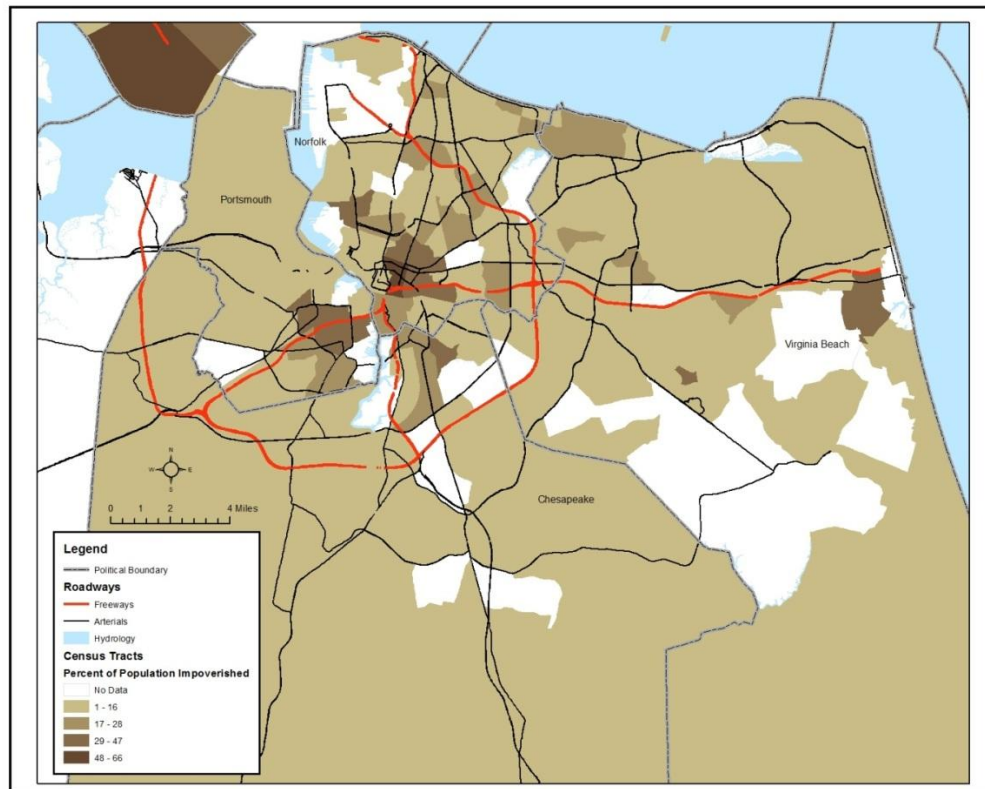 Norfolk
Portsmouth
Virginia Beach
Chesapeake
N
W E
S
0 1 2 4 Miles
Legend
Political Boundary
Roadways
Freeways
Arterials
Hydrology
Census Tracts
Percent of Population Impoverished
No Data
1 - 16
17 - 28
29 - 47
48 - 66